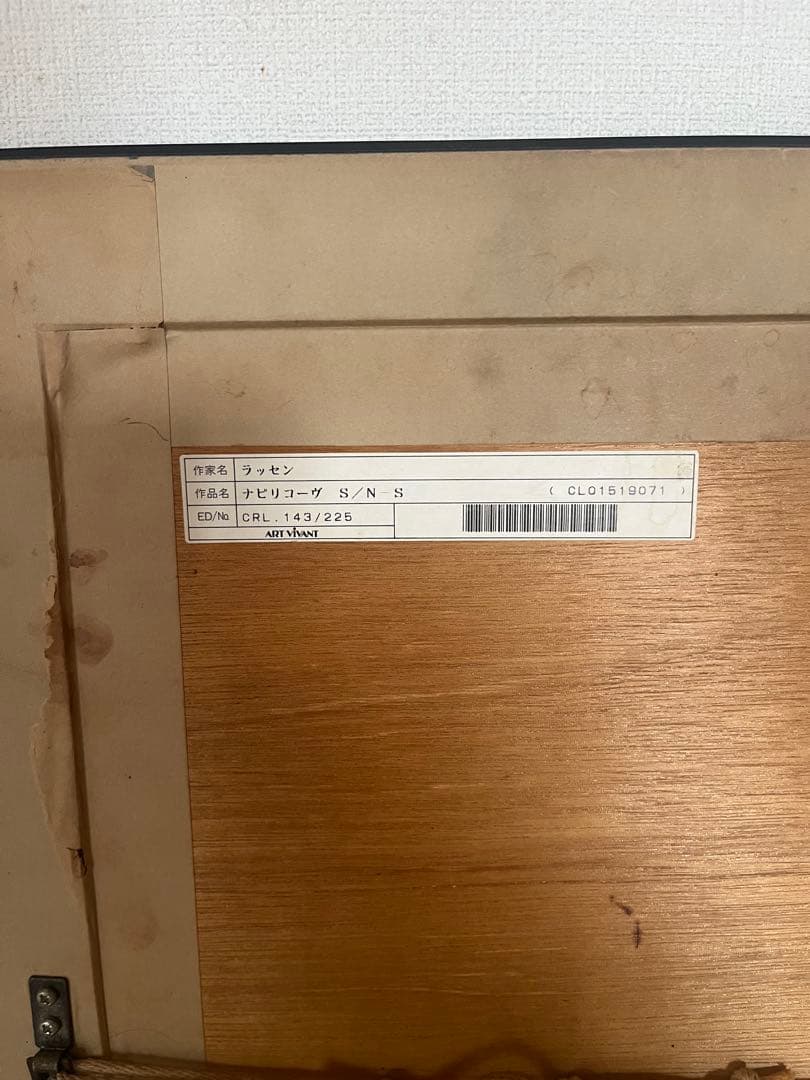 作家名 ラッセン
作品名 ナピリコーヴ S/N-S ( CL01519071 )
ED/No. CRL.143/225
ART VIVANT